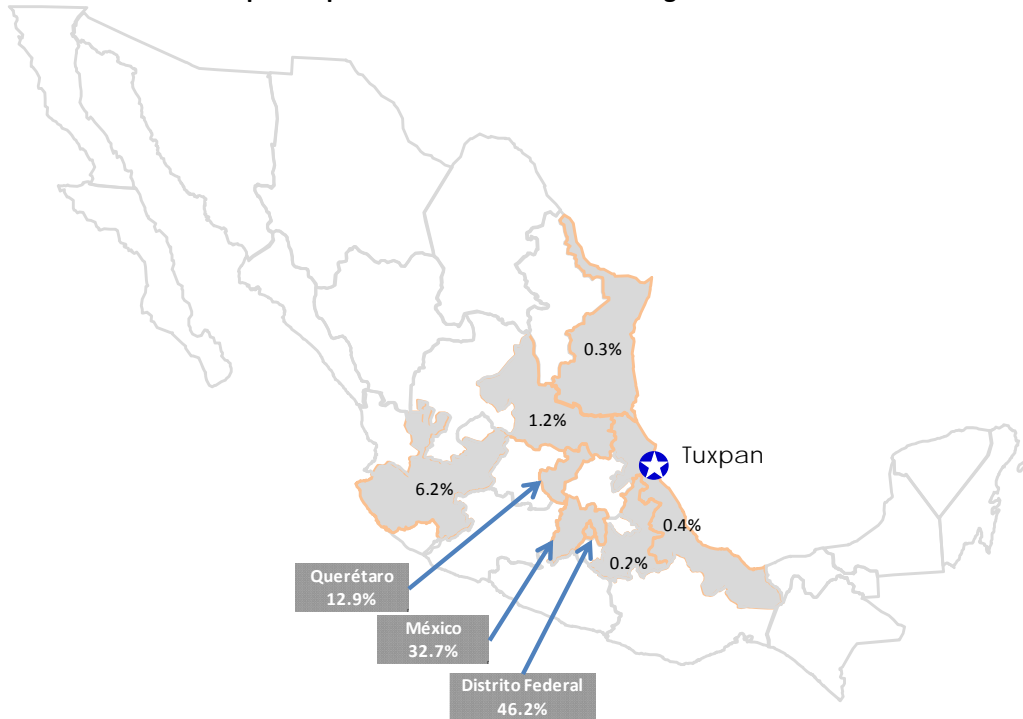 0.3%
1.2%
Tuxpan
6.2%
0.4%
0.2%
Querétaro
12.9%
México
32.7%
Distrito Federal
46.2%